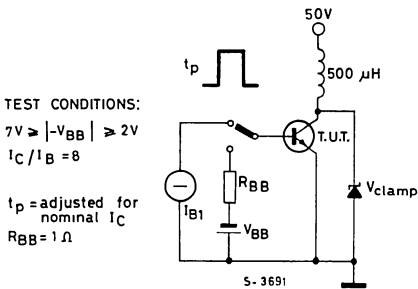 50V
tp
500 µH
TEST CONDITIONS:
7V ⩾ |-VBB| ⩾ 2V
IC/IB = 8
T.U.T.
tp = adjusted for
nominal IC
RBB = 1 Ω
IB1
RBB
VBB
Vclamp
S-3691